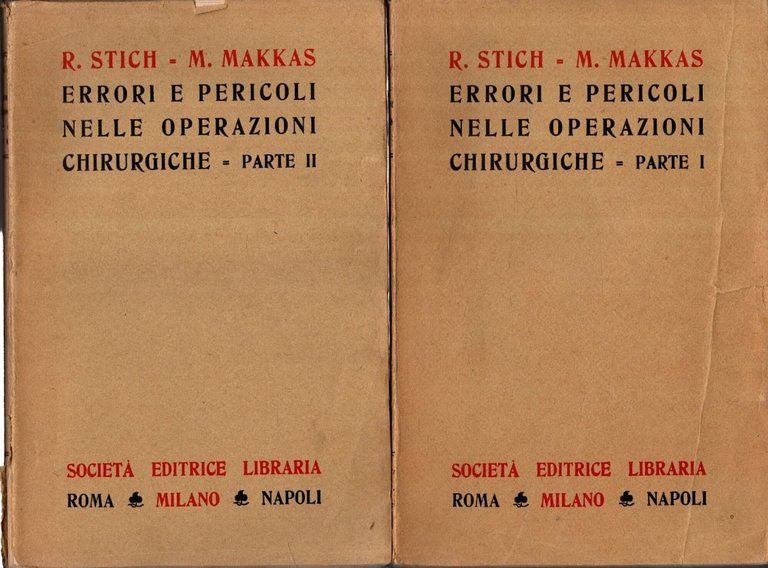 R. STICH = M. MAKKAS
ERRORI E PERICOLI
NELLE OPERAZIONI
CHIRURGICHE = PARTE II
SOCIETÀ EDITRICE LIBRARIA
ROMA MILANO NAPOLI
R. STICH = M. MAKKAS
ERRORI E PERICOLI
NELLE OPERAZIONI
CHIRURGICHE = PARTE I
SOCIETÀ EDITRICE LIBRARIA
ROMA MILANO NAPOLI